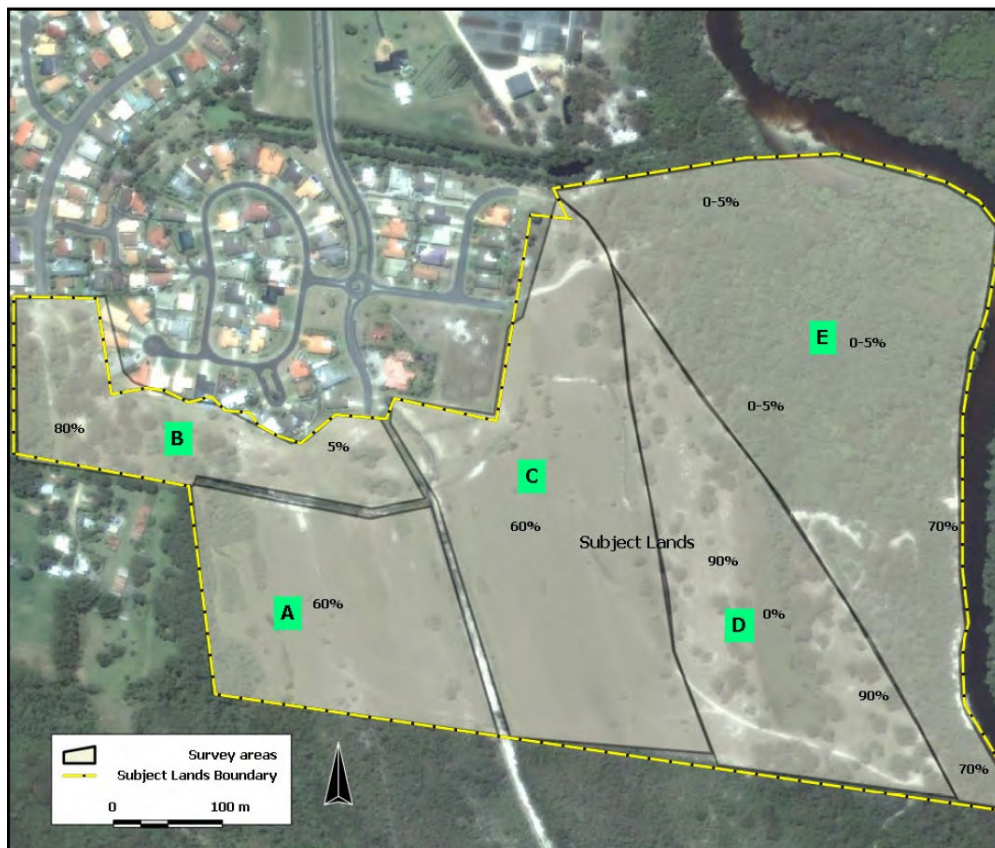 0-5%
E
0-5%
0-5%
80%
B
5%
C
60%
Subject Lands
70%
90%
A
60%
D
0%
90%
70%
Survey areas
Subject Lands Boundary
0
100 m